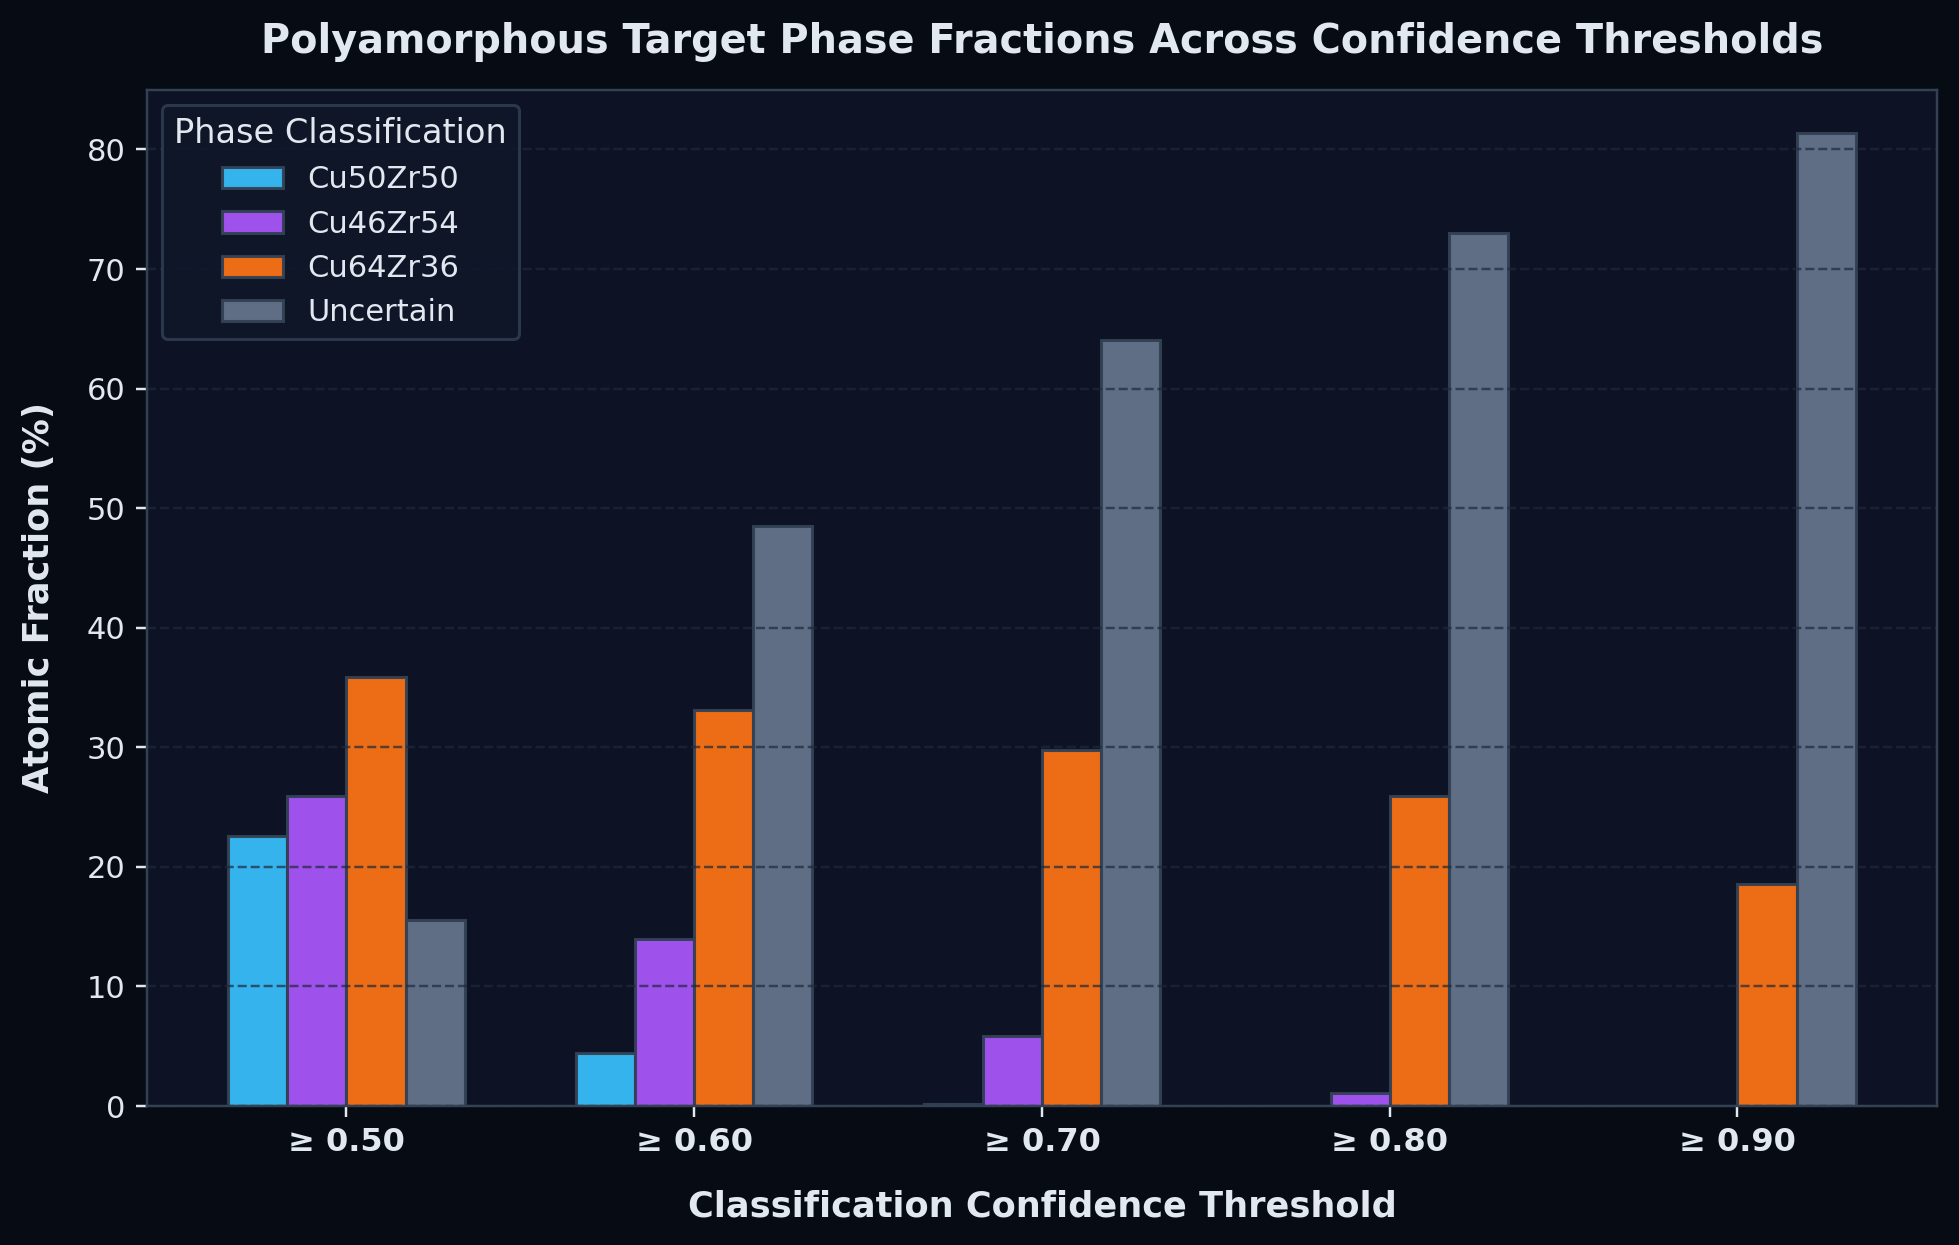 Polyamorphous Target Phase Fractions Across Confidence Thresholds
Phase Classification
Cu50Zr50
Cu46Zr54
Cu64Zr36
Uncertain
Atomic Fraction (%)
80
70
60
50
40
30
20
10
0
≥ 0.50
≥ 0.60
≥ 0.70
≥ 0.80
≥ 0.90
Classification Confidence Threshold